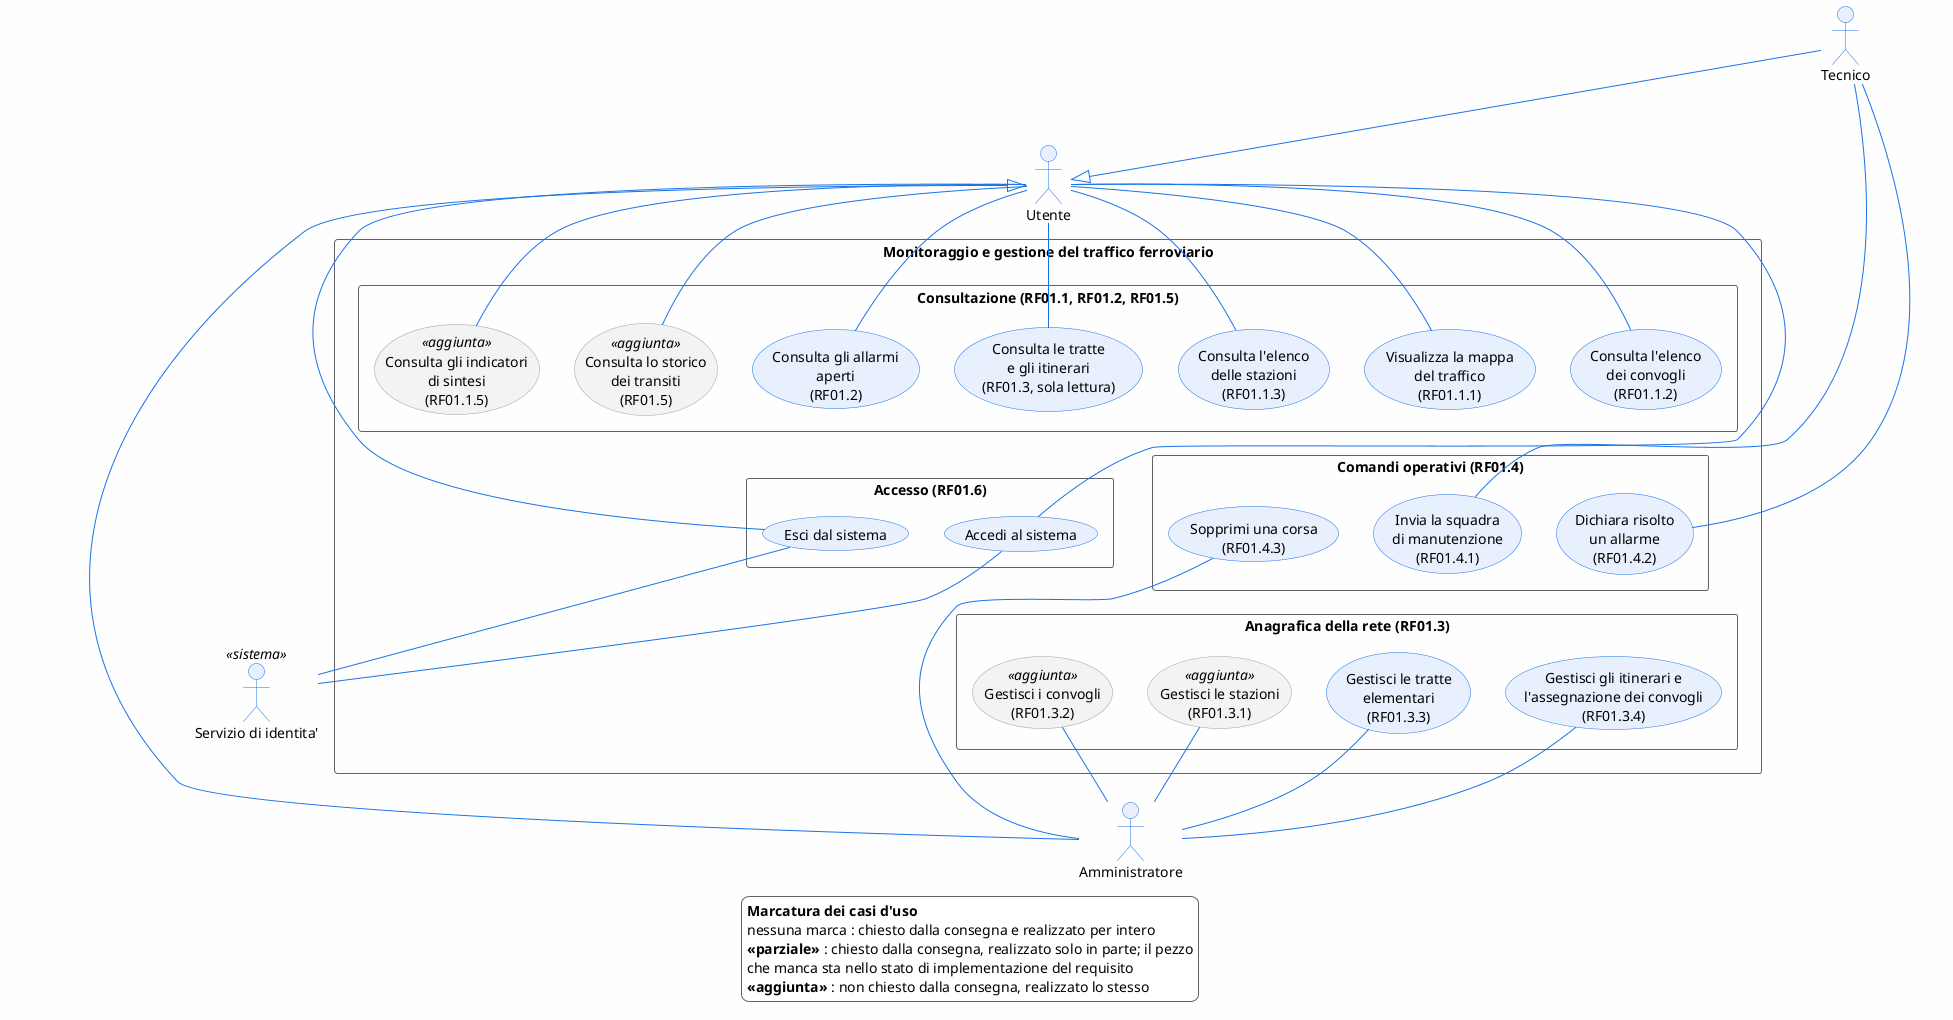 Tecnico
Utente
Monitoraggio e gestione del traffico ferroviario
Consultazione (RF01.1, RF01.2, RF01.5)
«aggiunta»
Consulta gli indicatori
di sintesi
(RF01.1.5)
«aggiunta»
Consulta lo storico
dei transiti
(RF01.5)
Consulta gli allarmi
aperti
(RF01.2)
Consulta le tratte
e gli itinerari
(RF01.3, sola lettura)
Consulta l'elenco
delle stazioni
(RF01.1.3)
Visualizza la mappa
del traffico
(RF01.1.1)
Consulta l'elenco
dei convogli
(RF01.1.2)
Accesso (RF01.6)
Esci dal sistema
Accedi al sistema
Comandi operativi (RF01.4)
Sopprimi una corsa
(RF01.4.3)
Invia la squadra
di manutenzione
(RF01.4.1)
Dichiara risolto
un allarme
(RF01.4.2)
«sistema»
Servizio di identita'
Anagrafica della rete (RF01.3)
«aggiunta»
Gestisci i convogli
(RF01.3.2)
«aggiunta»
Gestisci le stazioni
(RF01.3.1)
Gestisci le tratte
elementari
(RF01.3.3)
Gestisci gli itinerari e
l'assegnazione dei convogli
(RF01.3.4)
Amministratore
Marcatura dei casi d'uso
nessuna marca : chiesto dalla consegna e realizzato per intero
«parziale» : chiesto dalla consegna, realizzato solo in parte; il pezzo
che manca sta nello stato di implementazione del requisito
«aggiunta» : non chiesto dalla consegna, realizzato lo stesso